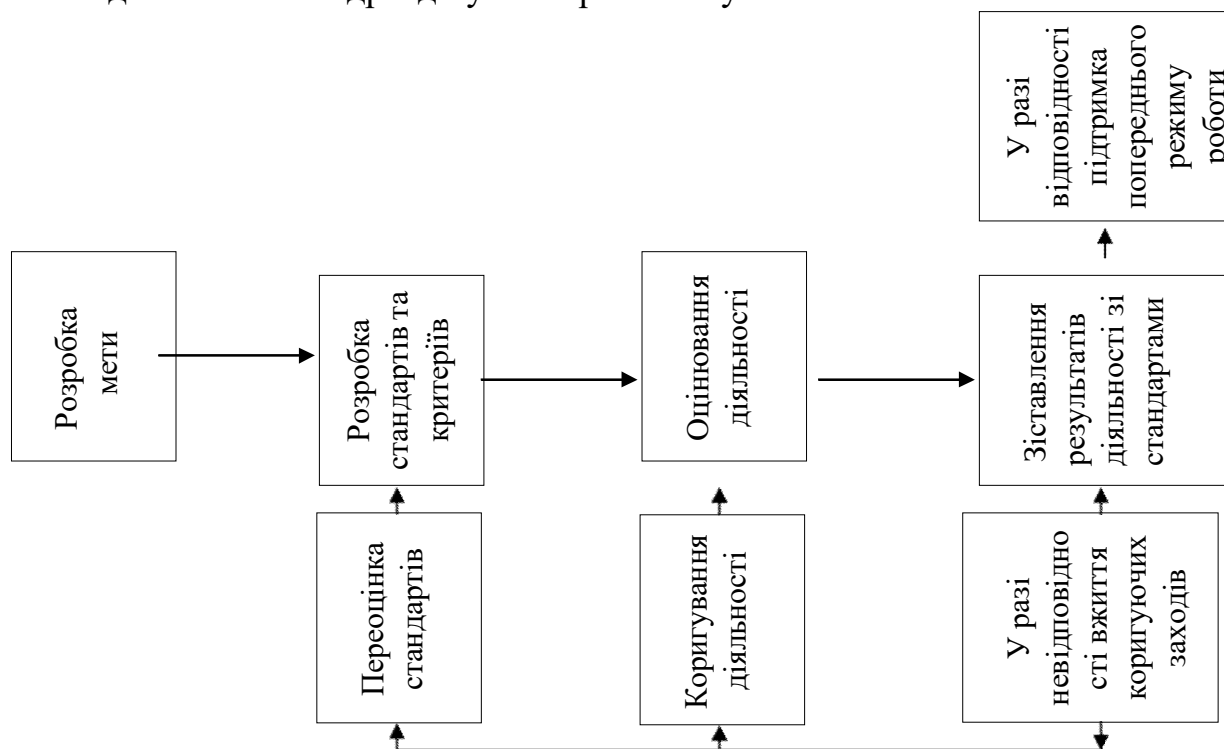 Розробка
мети
Розробка
стандартів та
критеріїв
Оцінювання
діяльності
Зіставлення
результатів
діяльності зі
стандартами
У разі
відповідності
підтримка
попереднього
режиму
роботи
Переоцінка
стандартів
Коригування
діяльності
У разі
невідповідно
сті вжиття
коригуючих
заходів